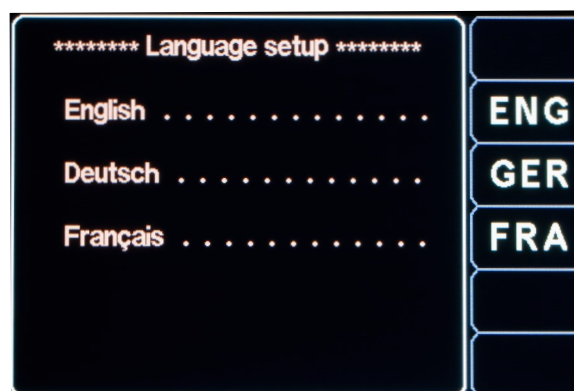 ******** Language setup ********
English . . . . . . . . . . . . . ENG
Deutsch . . . . . . . . . . . . GER
Français . . . . . . . . . . . . FRA